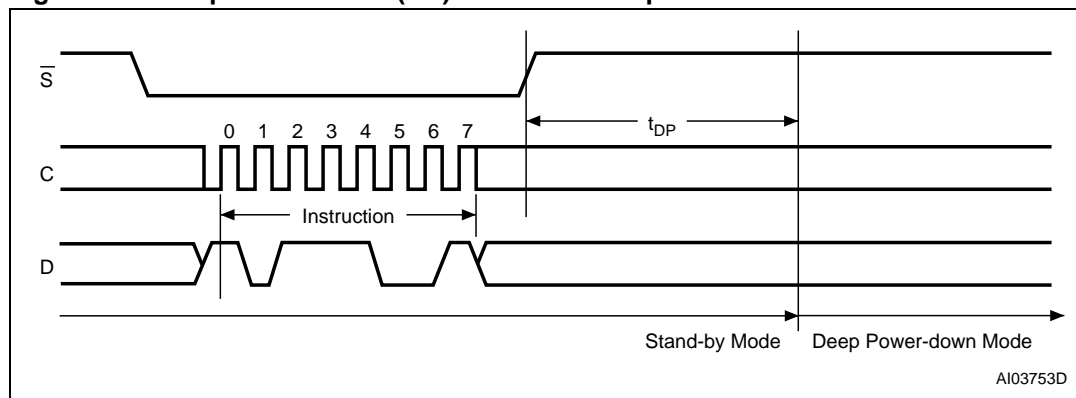 S
tDP
0 1 2 3 4 5 6 7
C
Instruction
D
Stand-by Mode Deep Power-down Mode
AI03753D